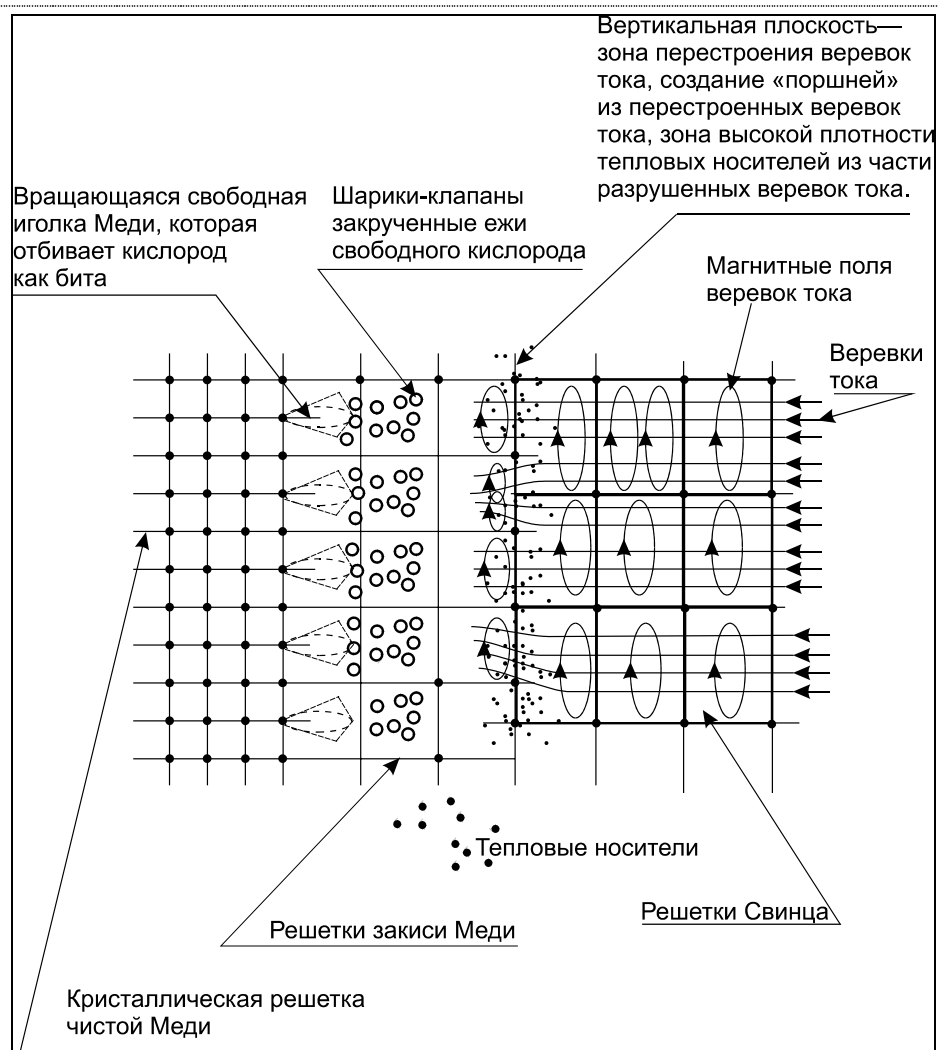 Вертикальная плоскость—
зона перестроения веревок
тока, создание «поршней»
из перестроенных веревок
тока, зона высокой плотности
тепловых носителей из части
разрушенных веревок тока.
Вращающаяся свободная
иголка Меди, которая
отбивает кислород
как бита
Шарики-клапаны
закрученные ежи
свободного кислорода
Магнитные поля
веревок тока
Веревки
тока
Тепловые носители
Решетки Свинца
Решетки закиси Меди
Кристаллическая решетка
чистой Меди